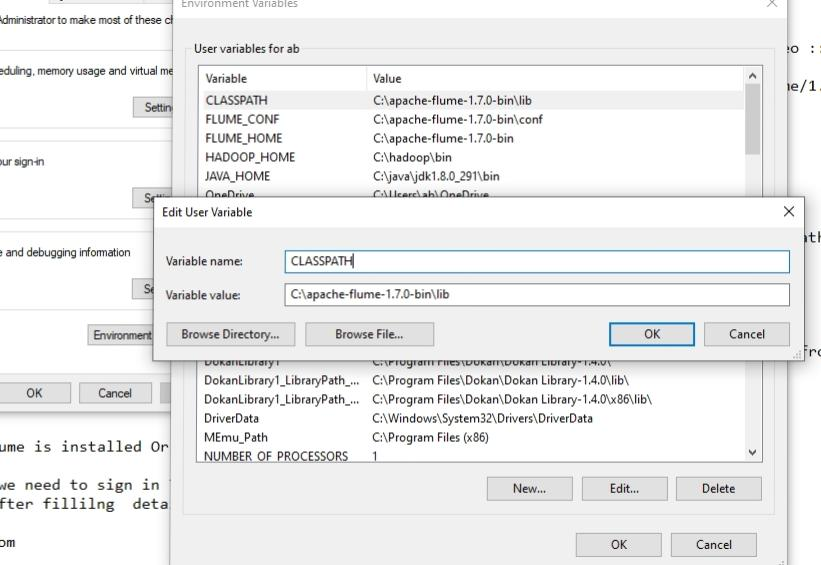 Environment Variables
Administrator to make most of these
eduling, memory usage and virtual me
Settin
our sign-in
e and debugging information
Environment
OK Cancel
User variables for ab
Variable Value
CLASSPATH C:\apache-flume-1.7.0-bin\lib
FLUME_CONF C:\apache-flume-1.7.0-bin\conf
FLUME_HOME C:\apache-flume-1.7.0-bin
HADOOP_HOME C:\hadoop\bin
JAVA_HOME C:\java\jdk1.8.0_291\bin
OneDrive C:\Users\ab\OneDrive
Edit User Variable
Variable name: CLASSPATH
Variable value: C:\apache-flume-1.7.0-bin\lib
Browse Directory... Browse File... OK Cancel
DokanLibrary1 C:\Program Files\Dokan\Dokan Library-1.4.0\
DokanLibrary1_LibraryPath_... C:\Program Files\Dokan\Dokan Library-1.4.0\lib\
DokanLibrary1_LibraryPath_... C:\Program Files\Dokan\Dokan Library-1.4.0\x86\lib\
DriverData C:\Windows\System32\Drivers\DriverData
MEmu_Path C:\Program Files (x86)
NUMBER_OF_PROCESSORS 1
New... Edit... Delete
OK Cancel
ume is installed Or
we need to sign in
fter fillilng deta
om
eo :
me/1.
ath
fro